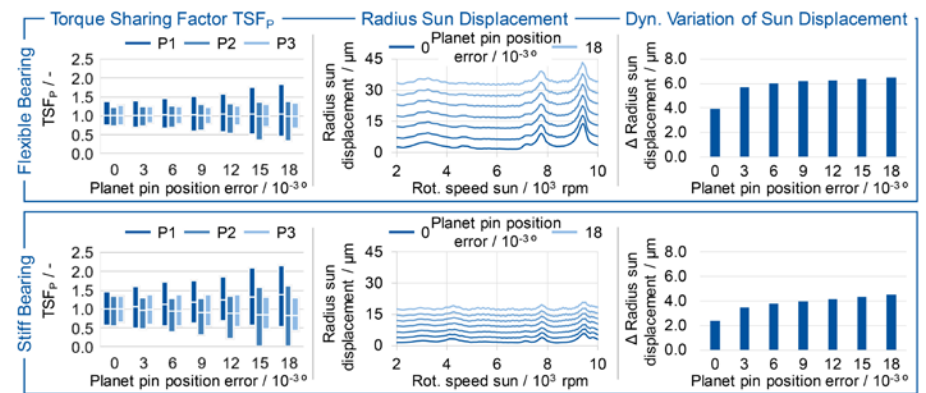 Torque Sharing Factor TSFP
Radius Sun Displacement
Dyn. Variation of Sun Displacement
Flexible Bearing
P1 P2 P3
TSFP / -
2.5
2.0
1.5
1.0
0.5
0.0
0 3 6 9 12 15 18
Planet pin position error / 10-3 °
Planet pin position
error / 10-3 °
0 18
Radius sun
displacement / µm
45
30
15
0
2 4 6 8 10
Rot. speed sun / 103 rpm
Δ Radius sun
displacement / µm
8.0
6.0
4.0
2.0
0.0
0 3 6 9 12 15 18
Planet pin position error / 10-3 °
Stiff Bearing
P1 P2 P3
TSFP / -
2.5
2.0
1.5
1.0
0.5
0.0
0 3 6 9 12 15 18
Planet pin position error / 10-3 °
Planet pin position
error / 10-3 °
0 18
Radius sun
displacement / µm
45
30
15
0
2 4 6 8 10
Rot. speed sun / 103 rpm
Δ Radius sun
displacement / µm
8.0
6.0
4.0
2.0
0.0
0 3 6 9 12 15 18
Planet pin position error / 10-3 °